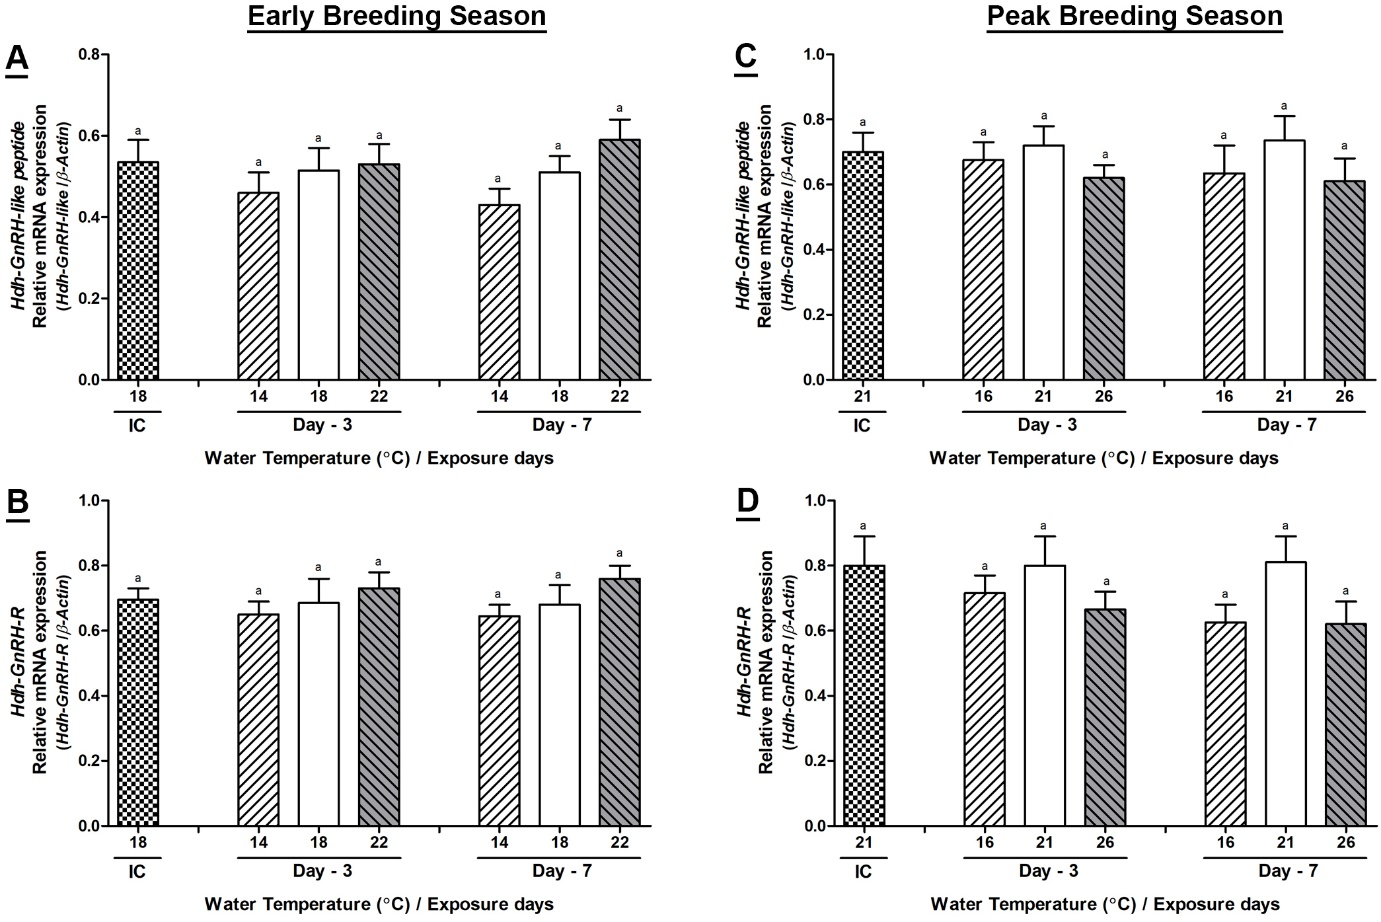 Early Breeding Season
Peak Breeding Season
A
Hdh-GnRH-like peptide
Relative mRNA expression
(Hdh-GnRH-like /β-Actin)
0.8
0.6
0.4
0.2
0.0
a
a
a
a
a
a
a
18
14
18
22
14
18
22
IC
Day - 3
Day - 7
Water Temperature (°C) / Exposure days
C
Hdh-GnRH-like peptide
Relative mRNA expression
(Hdh-GnRH-like /β-Actin)
1.0
0.8
0.6
0.4
0.2
0.0
a
a
a
a
a
a
a
21
16
21
26
16
21
26
IC
Day - 3
Day - 7
Water Temperature (°C) / Exposure days
B
Hdh-GnRH-R
Relative mRNA expression
(Hdh-GnRH-R /β-Actin)
1.0
0.8
0.6
0.4
0.2
0.0
a
a
a
a
a
a
a
18
14
18
22
14
18
22
IC
Day - 3
Day - 7
Water Temperature (°C) / Exposure days
D
Hdh-GnRH-R
Relative mRNA expression
(Hdh-GnRH-R /β-Actin)
1.0
0.8
0.6
0.4
0.2
0.0
a
a
a
a
a
a
a
21
16
21
26
16
21
26
IC
Day - 3
Day - 7
Water Temperature (°C) / Exposure days